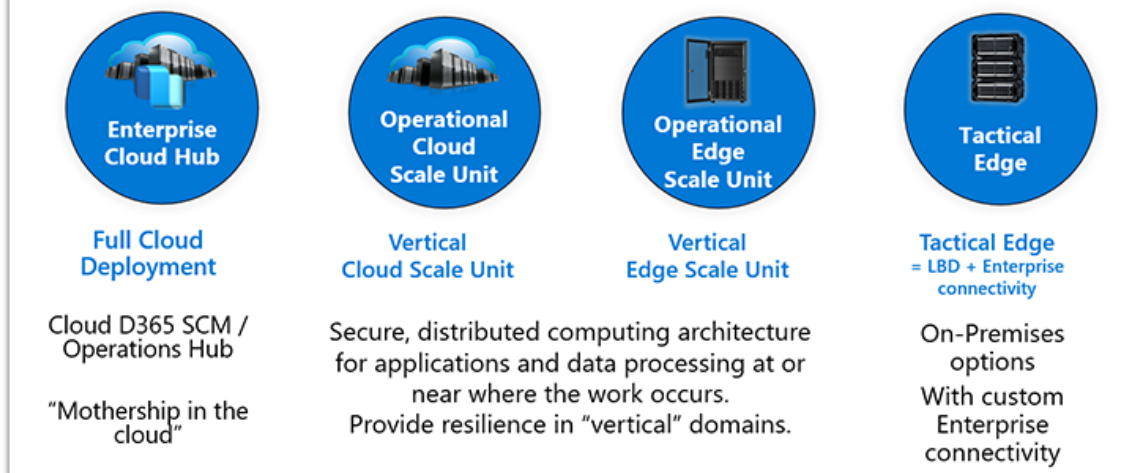 Enterprise
Cloud Hub
Operational
Cloud
Scale Unit
Operational
Edge
Scale Unit
Tactical
Edge
Full Cloud
Deployment
Vertical
Cloud Scale Unit
Vertical
Edge Scale Unit
Tactical Edge
= LBD + Enterprise
connectivity
Cloud D365 SCM /
Operations Hub
“Mothership in the
cloud”
Secure, distributed computing architecture
for applications and data processing at or
near where the work occurs.
Provide resilience in “vertical” domains.
On-Premises
options
With custom
Enterprise
connectivity